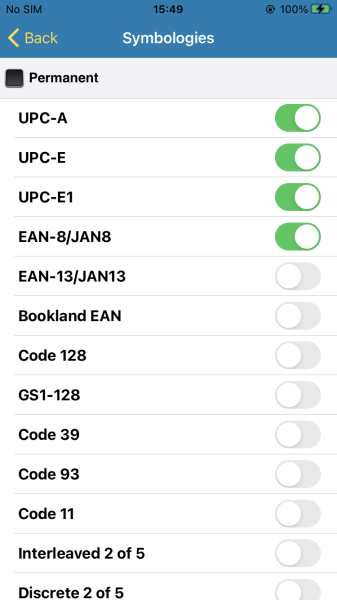 No SIM 15:49 100%
Back Symbologies
Permanent
UPC-A
UPC-E
UPC-E1
EAN-8/JAN8
EAN-13/JAN13
Bookland EAN
Code 128
GS1-128
Code 39
Code 93
Code 11
Interleaved 2 of 5
Discrete 2 of 5